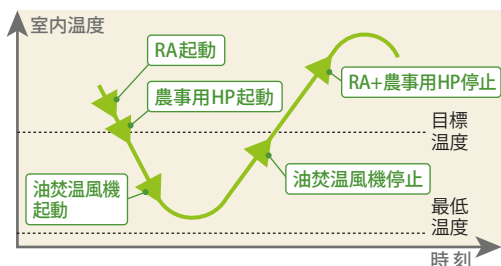 室内温度
RA起動
農事用HP起動
RA+農事用HP停止
目標
温度
油焚温風機
起動
油焚温風機停止
最低
温度
時刻